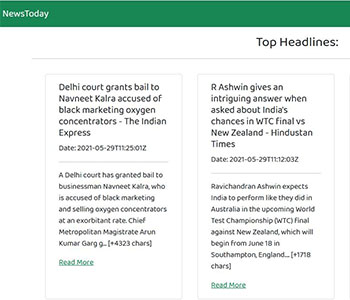 NewsToday
Top Headlines:
Delhi court grants bail to
Navneet Kalra accused of
black marketing oxygen
concentrators - The Indian
Express
Date: 2021-05-29T11:25:01Z
A Delhi court has granted bail to
businessman Navneet Kalra, who
is accused of black marketing
and selling oxygen concentrators
at an exorbitant rate. Chief
Metropolitan Magistrate Arun
Kumar Garg g... [+4323 chars]
Read More
R Ashwin gives an
intriguing answer when
asked about India's
chances in WTC final vs
New Zealand - Hindustan
Times
Date: 2021-05-29T11:12:03Z
Ravichandran Ashwin expects
India to perform like they did in
Australia in the upcoming World
Test Championship (WTC) final
against New Zealand, which will
begin from June 18 in
Southampton, England... [+1718
chars]
Read More